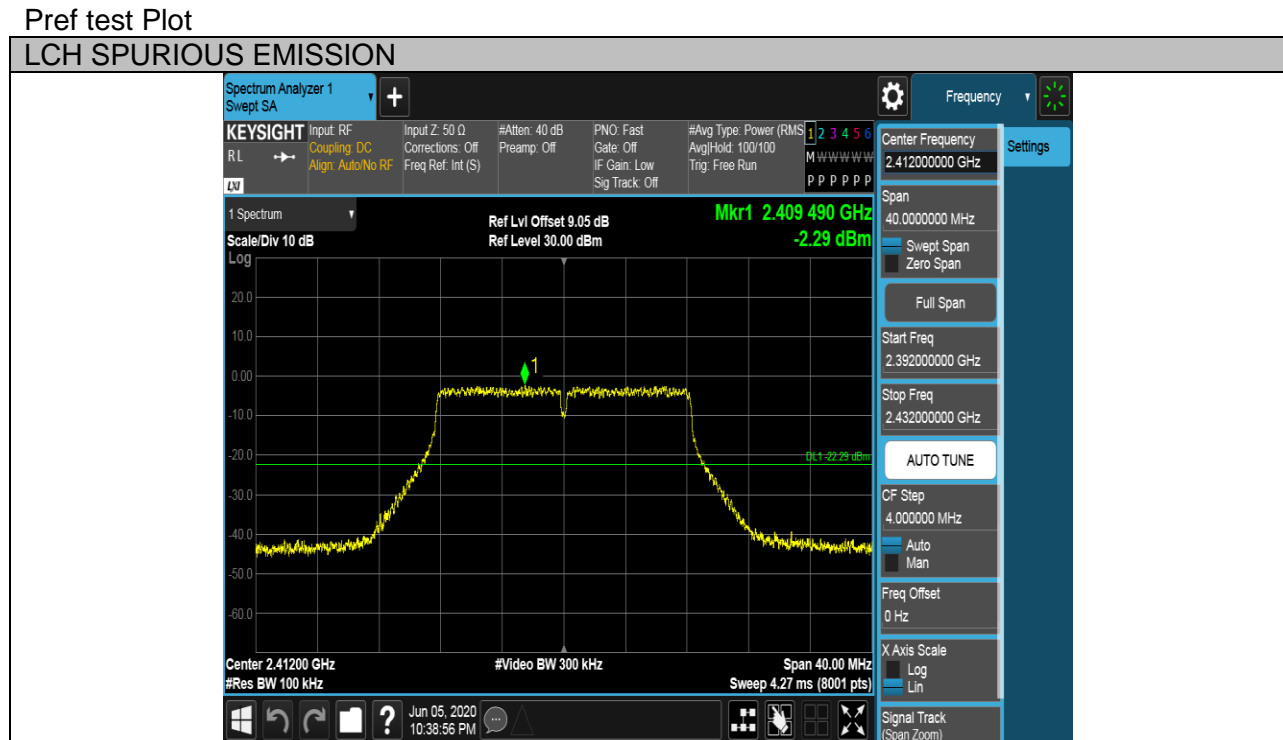 Pref test Plot
LCH SPURIOUS EMISSION
Spectrum Analyzer 1
Swept SA
+
Frequency
KEYSIGHT
RL
LXI
Input: RF
Coupling: DC
Align: Auto/No RF
Input Z: 50 Ω
Corrections: Off
Freq Ref: Int (S)
#Atten: 40 dB
Preamp: Off
PNO: Fast
Gate: Off
IF Gain: Low
Sig Track: Off
#Avg Type: Power (RMS
Avg|Hold: 100/100
Trig: Free Run
1 2 3 4 5 6
M W W W W W
P P P P P P
1 Spectrum
Scale/Div 10 dB
Ref Lvl Offset 9.05 dB
Ref Level 30.00 dBm
Mkr1 2.409 490 GHz
-2.29 dBm
Log
20.0
10.0
0.00
-10.0
-20.0
-30.0
-40.0
-50.0
-60.0
1
DL1 -22.29 dBm
Center 2.41200 GHz
#Video BW 300 kHz
Span 40.00 MHz
#Res BW 100 kHz
Sweep 4.27 ms (8001 pts)
?
Jun 05, 2020
10:38:56 PM
Center Frequency
2.412000000 GHz
Settings
Span
40.0000000 MHz
Swept Span
Zero Span
Full Span
Start Freq
2.392000000 GHz
Stop Freq
2.432000000 GHz
AUTO TUNE
CF Step
4.000000 MHz
Auto
Man
Freq Offset
0 Hz
X Axis Scale
Log
Lin
Signal Track
(Span Zoom)